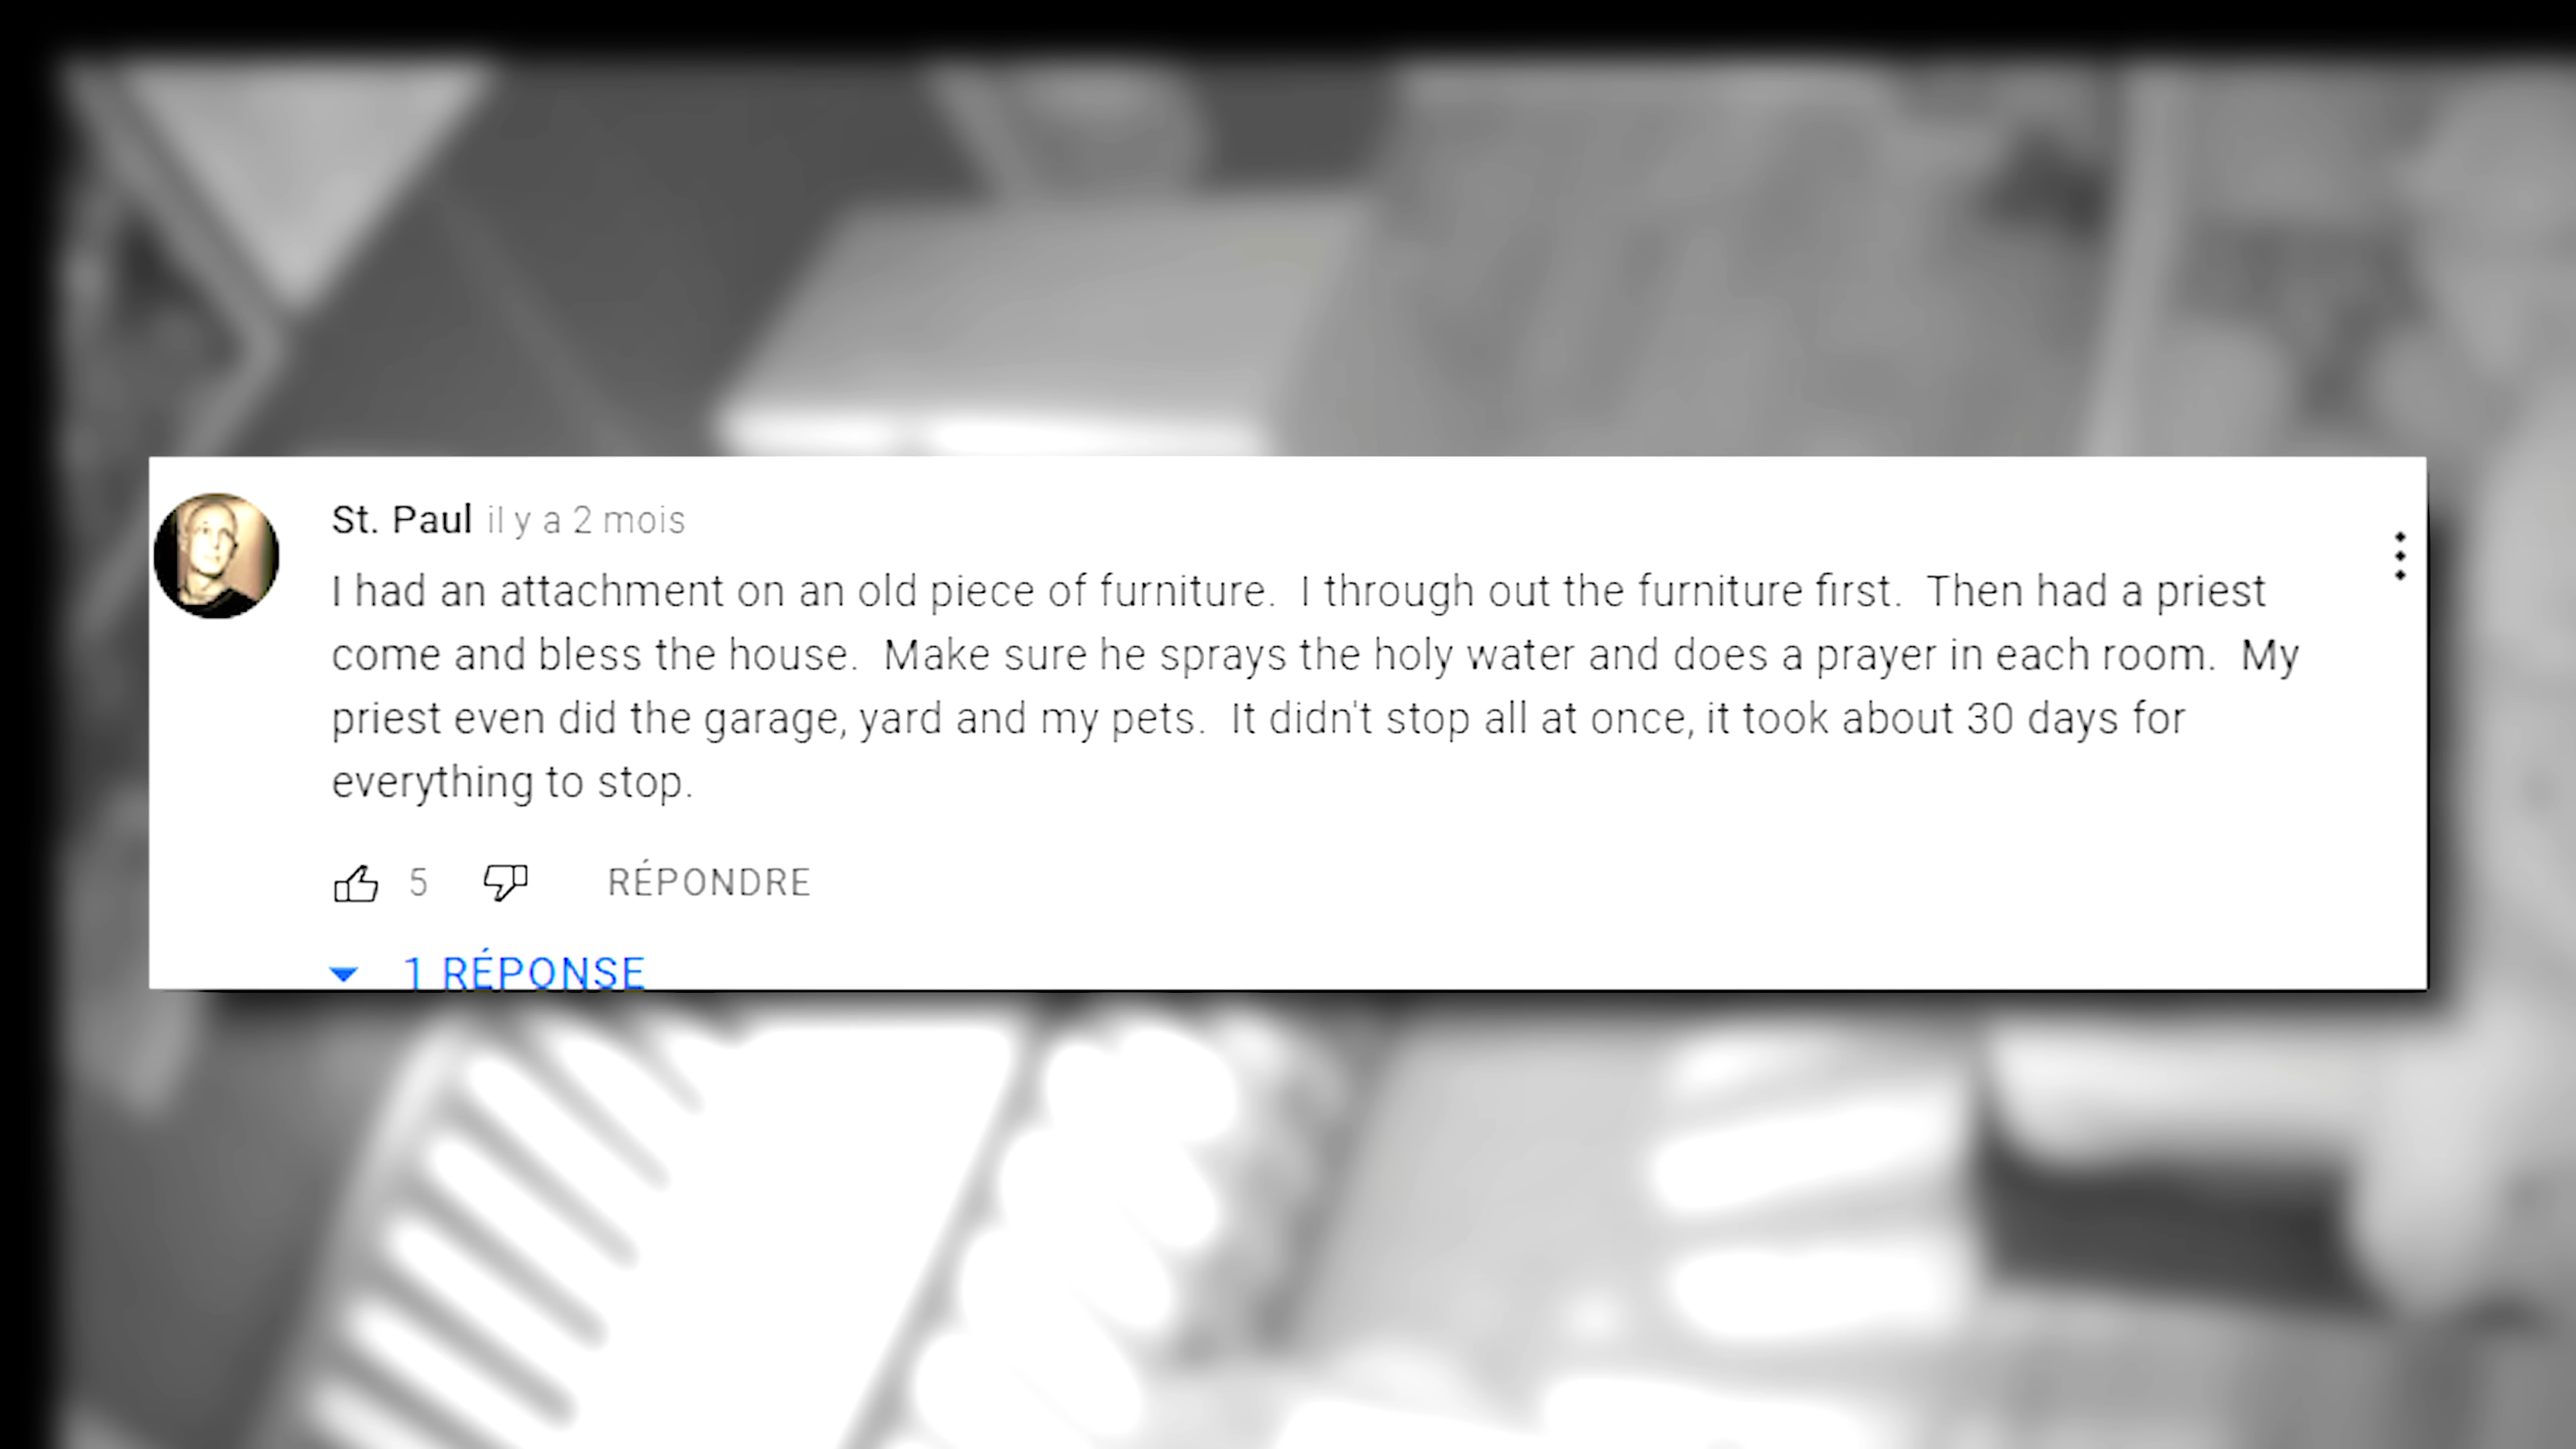 St. Paul il y a 2 mois
I had an attachment on an old piece of furniture.  I through out the furniture first.  Then had a priest
come and bless the house.  Make sure he sprays the holy water and does a prayer in each room.  My
priest even did the garage, yard and my pets.  It didn't stop all at once, it took about 30 days for
everything to stop.
5 RÉPONDRE
1 RÉPONSE